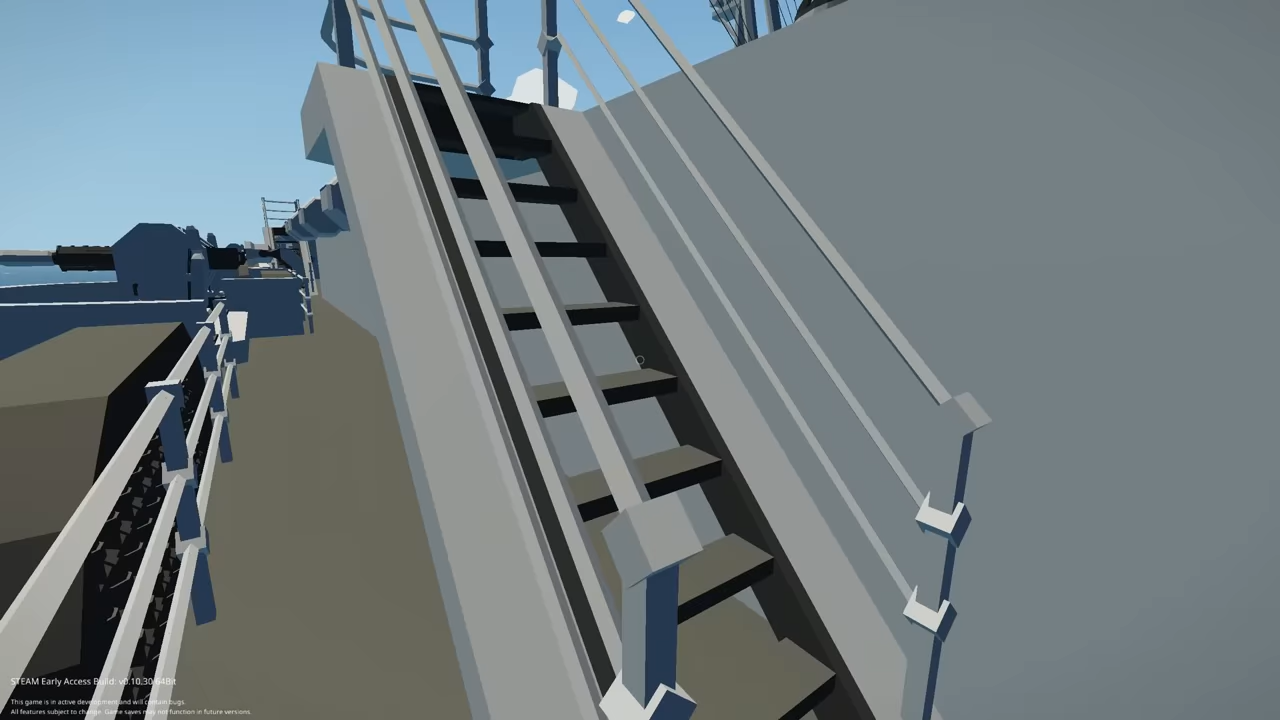 STEAM Early Access Build: v0.10.30 64Bit
This game is in active development and will contain bugs.
All features subject to change. Game saves may not function in future versions.